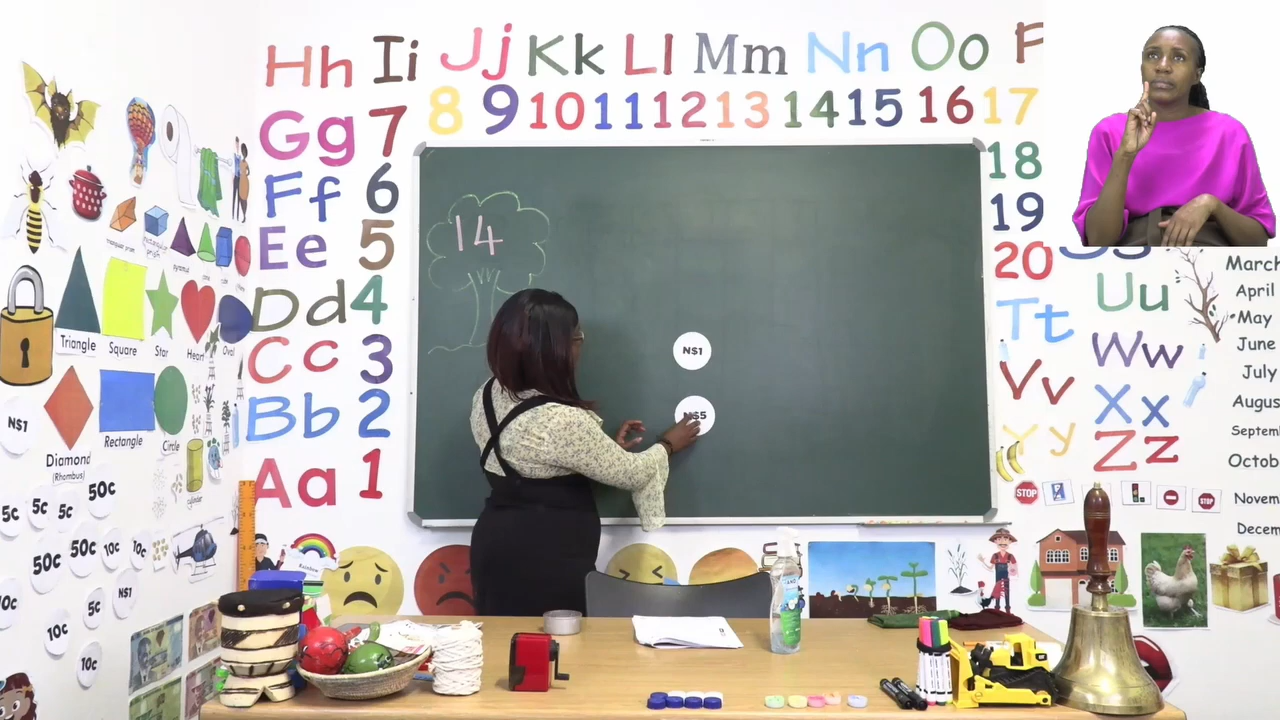 Hh Ii Jj Kk Ll Mm Nn Oo
8 9 10 11 12 13 14 15 16 17
Gg 7
Ff 6
Ee 5
Dd 4
Cc 3
Bb 2
Aa 1
18
19
20
14
N$1
N$5
Tt
Uu
Vv
Ww
Xx
Yy
Zz
March
April
May
June
July
Triangle
Square
Star
Heart
Oval
Rectangle
Circle
Diamond
(Rhombus)
N$1
50c
5c
5c
5c
50c
50c
10c
10c
N$1
5c
10c
10c
STOP
STOP